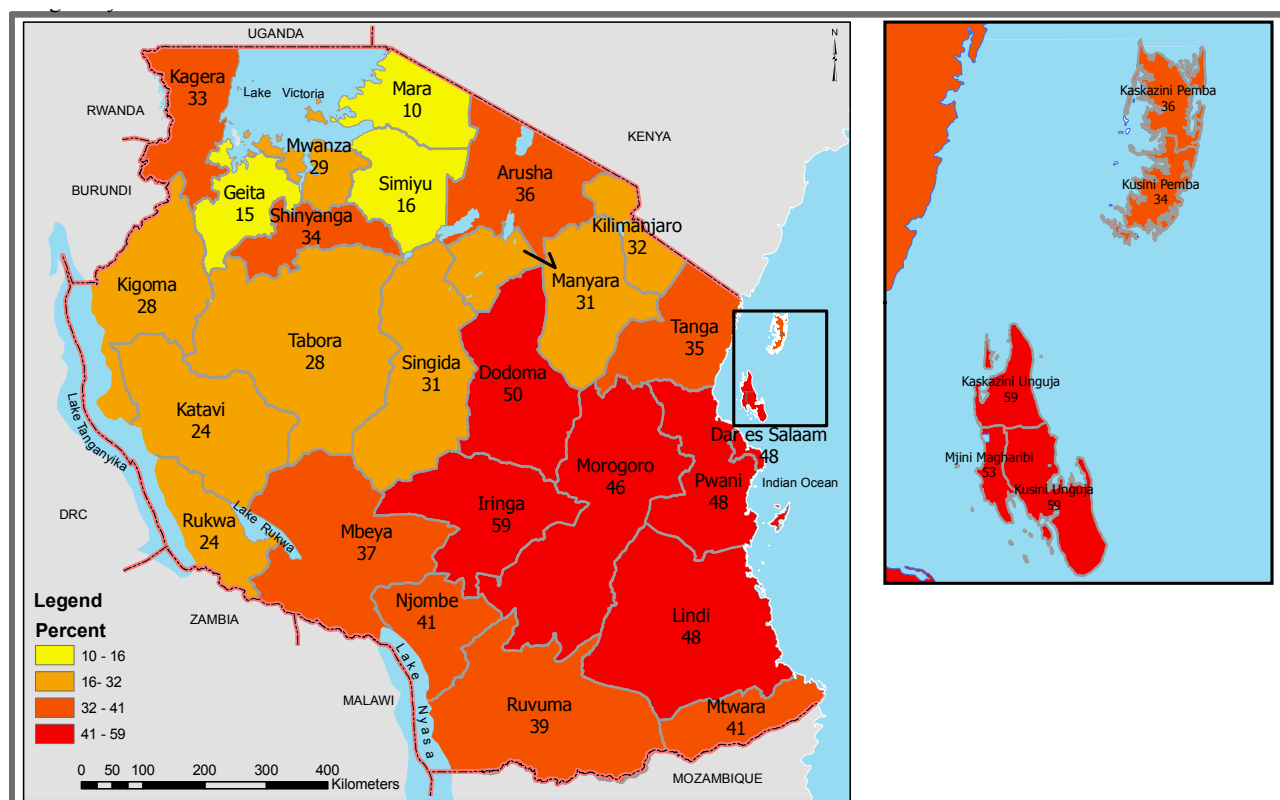 UGANDA
N
Kagera
33
Lake Victoria
Mara
10
RWANDA
KENYA
Mwanza
29
BURUNDI
Geita
15
Simiyu
16
Arusha
36
Shinyanga
34
Kilimanjaro
32
Kigoma
28
Manyara
31
Tabora
28
Singida
31
Tanga
35
Dodoma
50
Katavi
24
Lake Tanganyika
Dar es Salaam
48
Morogoro
46
Pwani
48
Indian Ocean
Iringa
59
DRC
Rukwa
24
Lake Rukwa
Mbeya
37
Njombe
41
Lindi
48
ZAMBIA
Lake Nyasa
MALAWI
Ruvuma
39
Mtwara
41
MOZAMBIQUE
Legend
Percent
10 - 16
16- 32
32 - 41
41 - 59
0 50 100 200 300 400
Kilometers
Kaskazini Pemba
36
Kusini Pemba
34
Kaskazini Unguja
59
Mjini Magharibi
53
Kusini Unguja
59